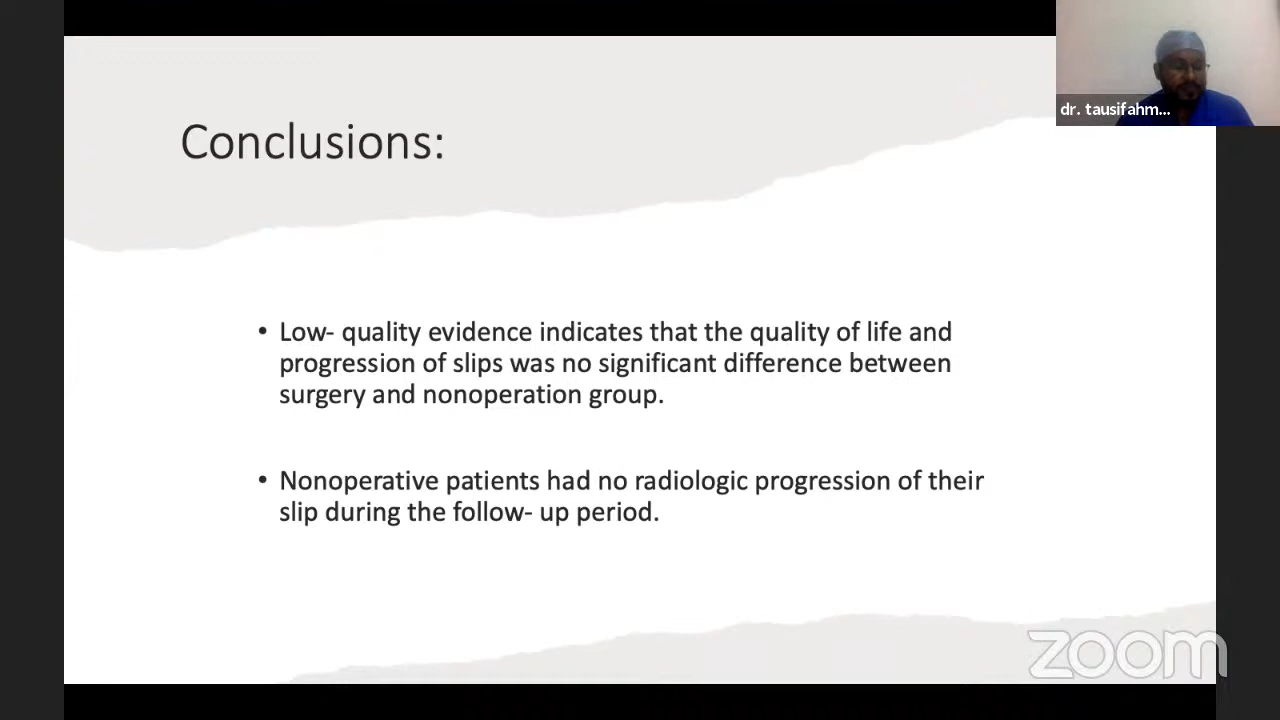 dr. tausifahm...
Conclusions:
• Low- quality evidence indicates that the quality of life and
progression of slips was no significant difference between
surgery and nonoperation group.
• Nonoperative patients had no radiologic progression of their
slip during the follow- up period.
zoom